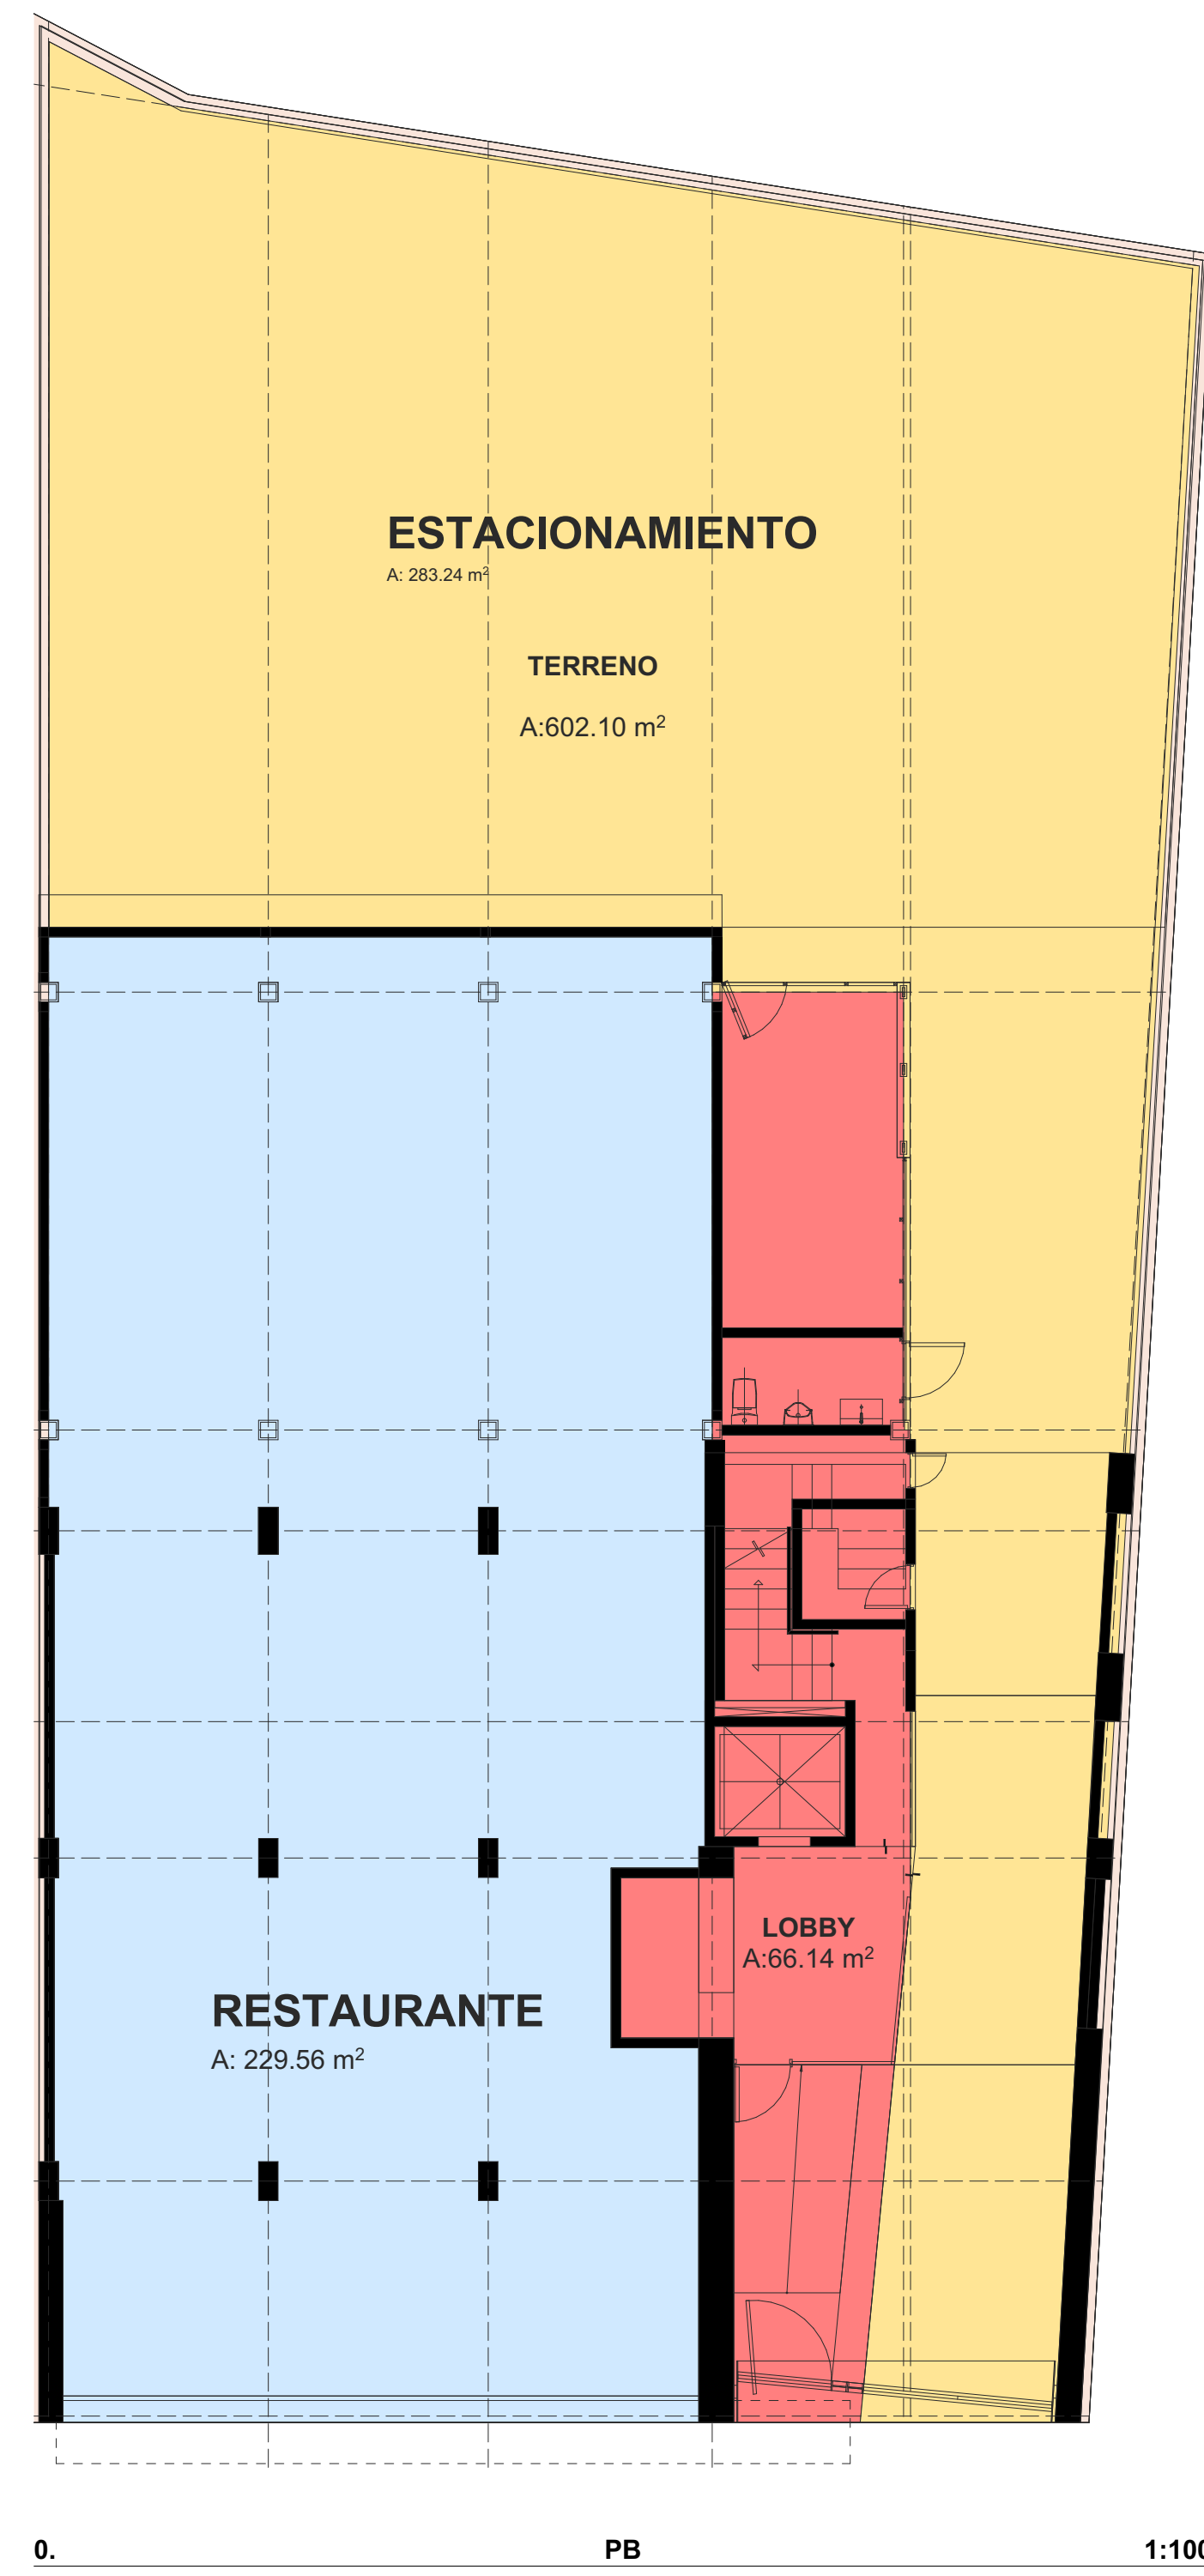 ESTACIONAMIENTO
A: 283.24 m²
TERRENO
A:602.10 m²
LOBBY
A:66.14 m²
RESTAURANTE
A: 229.56 m²
0. PB 1:100